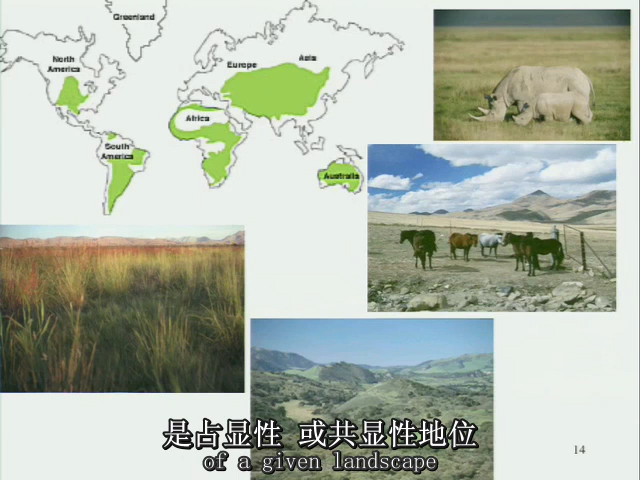 Greenland
North
America
Europe
Asia
Africa
South
America
Australia
是占显性 或共显性地位
of a given landscape
14